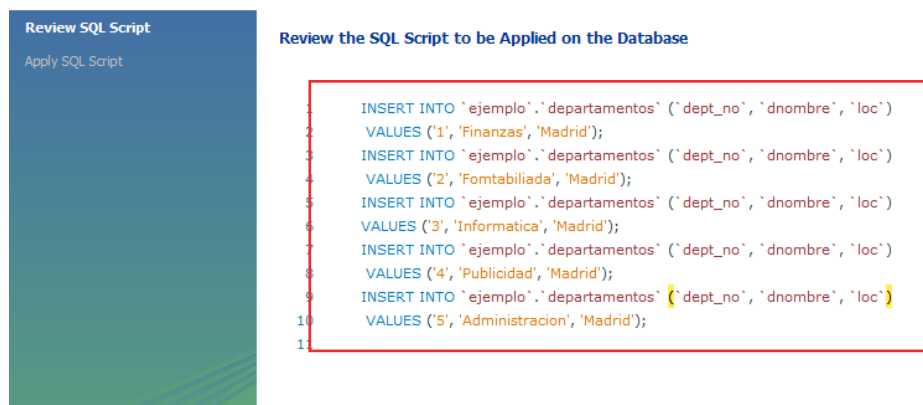 Review SQL Script
Apply SQL Script
Review the SQL Script to be Applied on the Database
1 INSERT INTO `ejemplo`.`departamentos` (`dept_no`, `dnombre`, `loc`)
2 VALUES ('1', 'Finanzas', 'Madrid');
3 INSERT INTO `ejemplo`.`departamentos` (`dept_no`, `dnombre`, `loc`)
4 VALUES ('2', 'Fomtabiliada', 'Madrid');
5 INSERT INTO `ejemplo`.`departamentos` (`dept_no`, `dnombre`, `loc`)
6 VALUES ('3', 'Informatica', 'Madrid');
7 INSERT INTO `ejemplo`.`departamentos` (`dept_no`, `dnombre`, `loc`)
8 VALUES ('4', 'Publicidad', 'Madrid');
9 INSERT INTO `ejemplo`.`departamentos` (`dept_no`, `dnombre`, `loc`)
10 VALUES ('5', 'Administracion', 'Madrid');
11